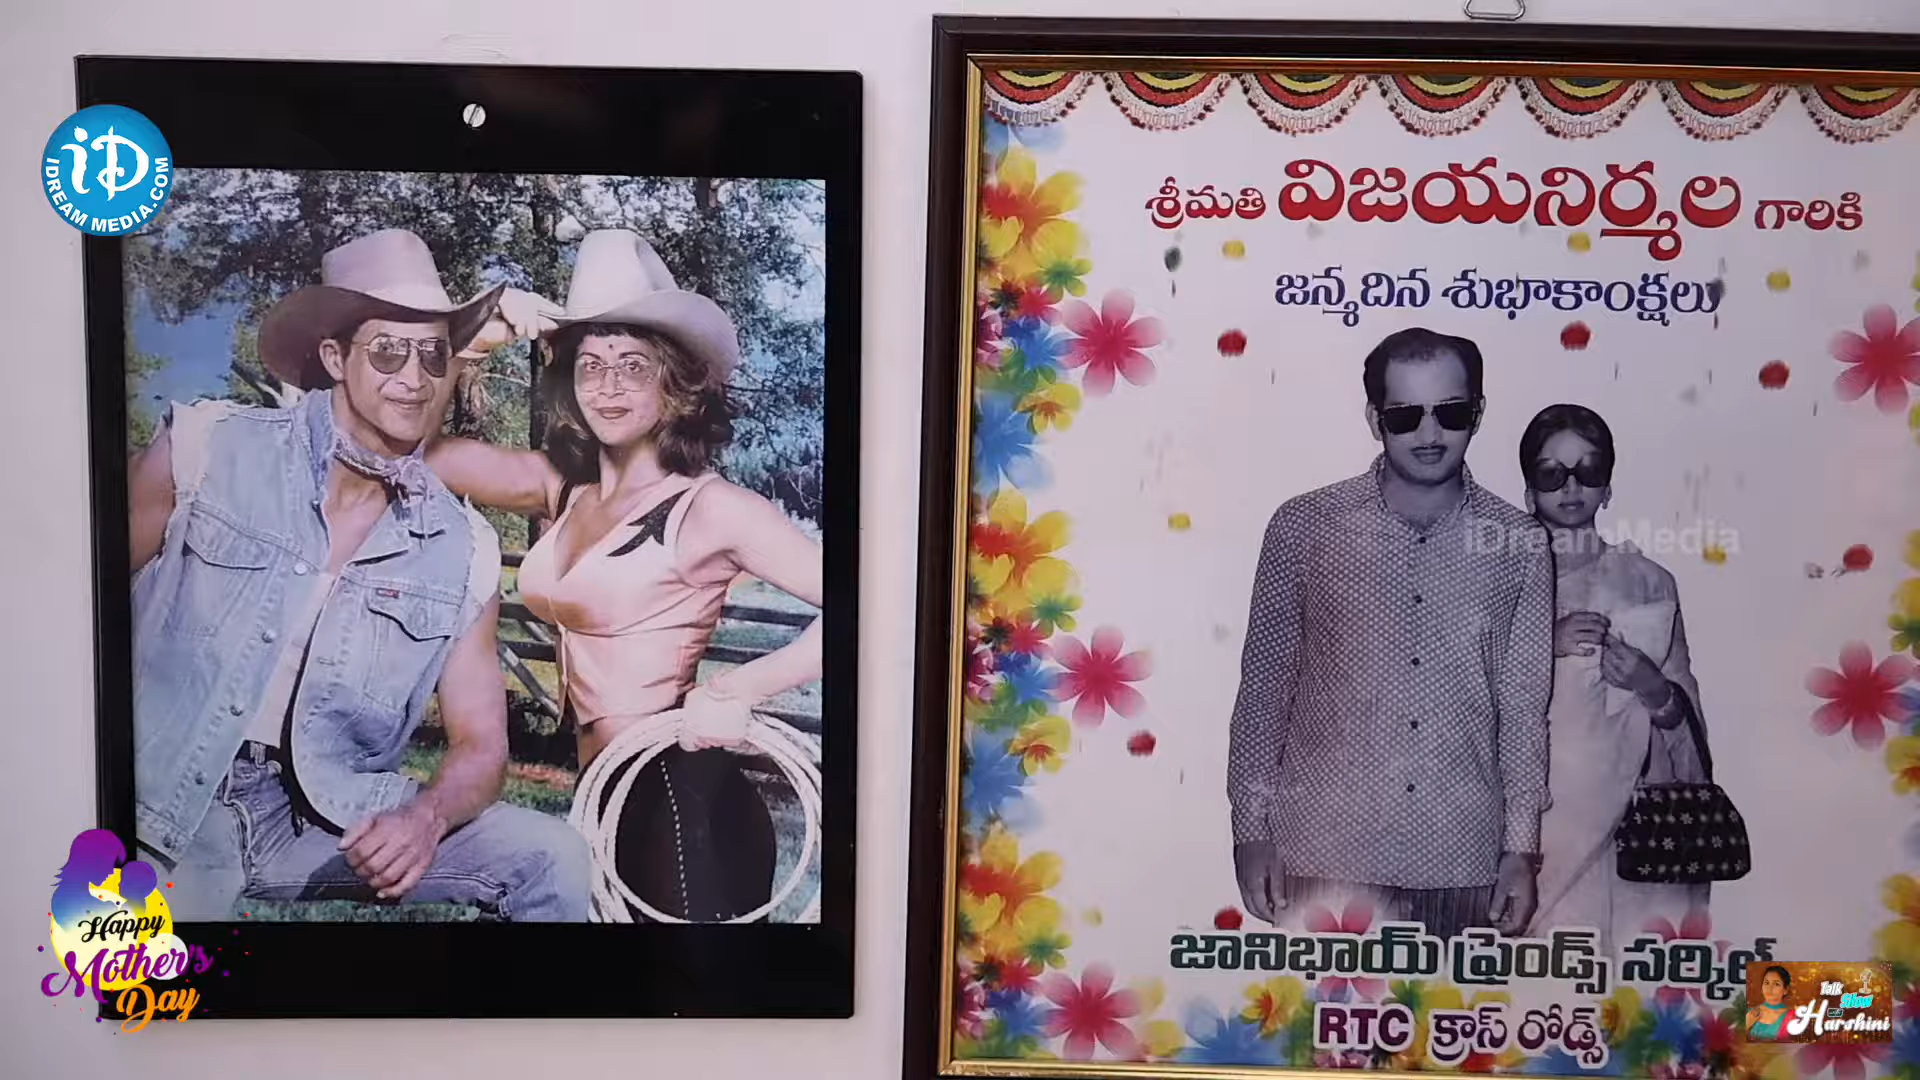 iD
IDREAM MEDIA.COM
శ్రీమతి విజయనిర్మల గారికి
జన్మదిన శుభాకాంక్షలు
iDreamMedia
జానిభాయ్ ఫ్రెండ్స్ సర్కిల్
RTC క్రాస్ రోడ్స్
Happy
Mother's
Day
Talk
Show
with
Harshini